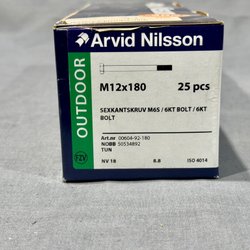 Arvid Nilsson
OUTDOOR
M12x180 25 pcs
SEXKANTSKRUV M6S / 6KT BOLT / 6KT
BOLT
Art.nr 00604-92-180
NOBB 50534892
TUN
FZV
NV 18 8.8 ISO 4014